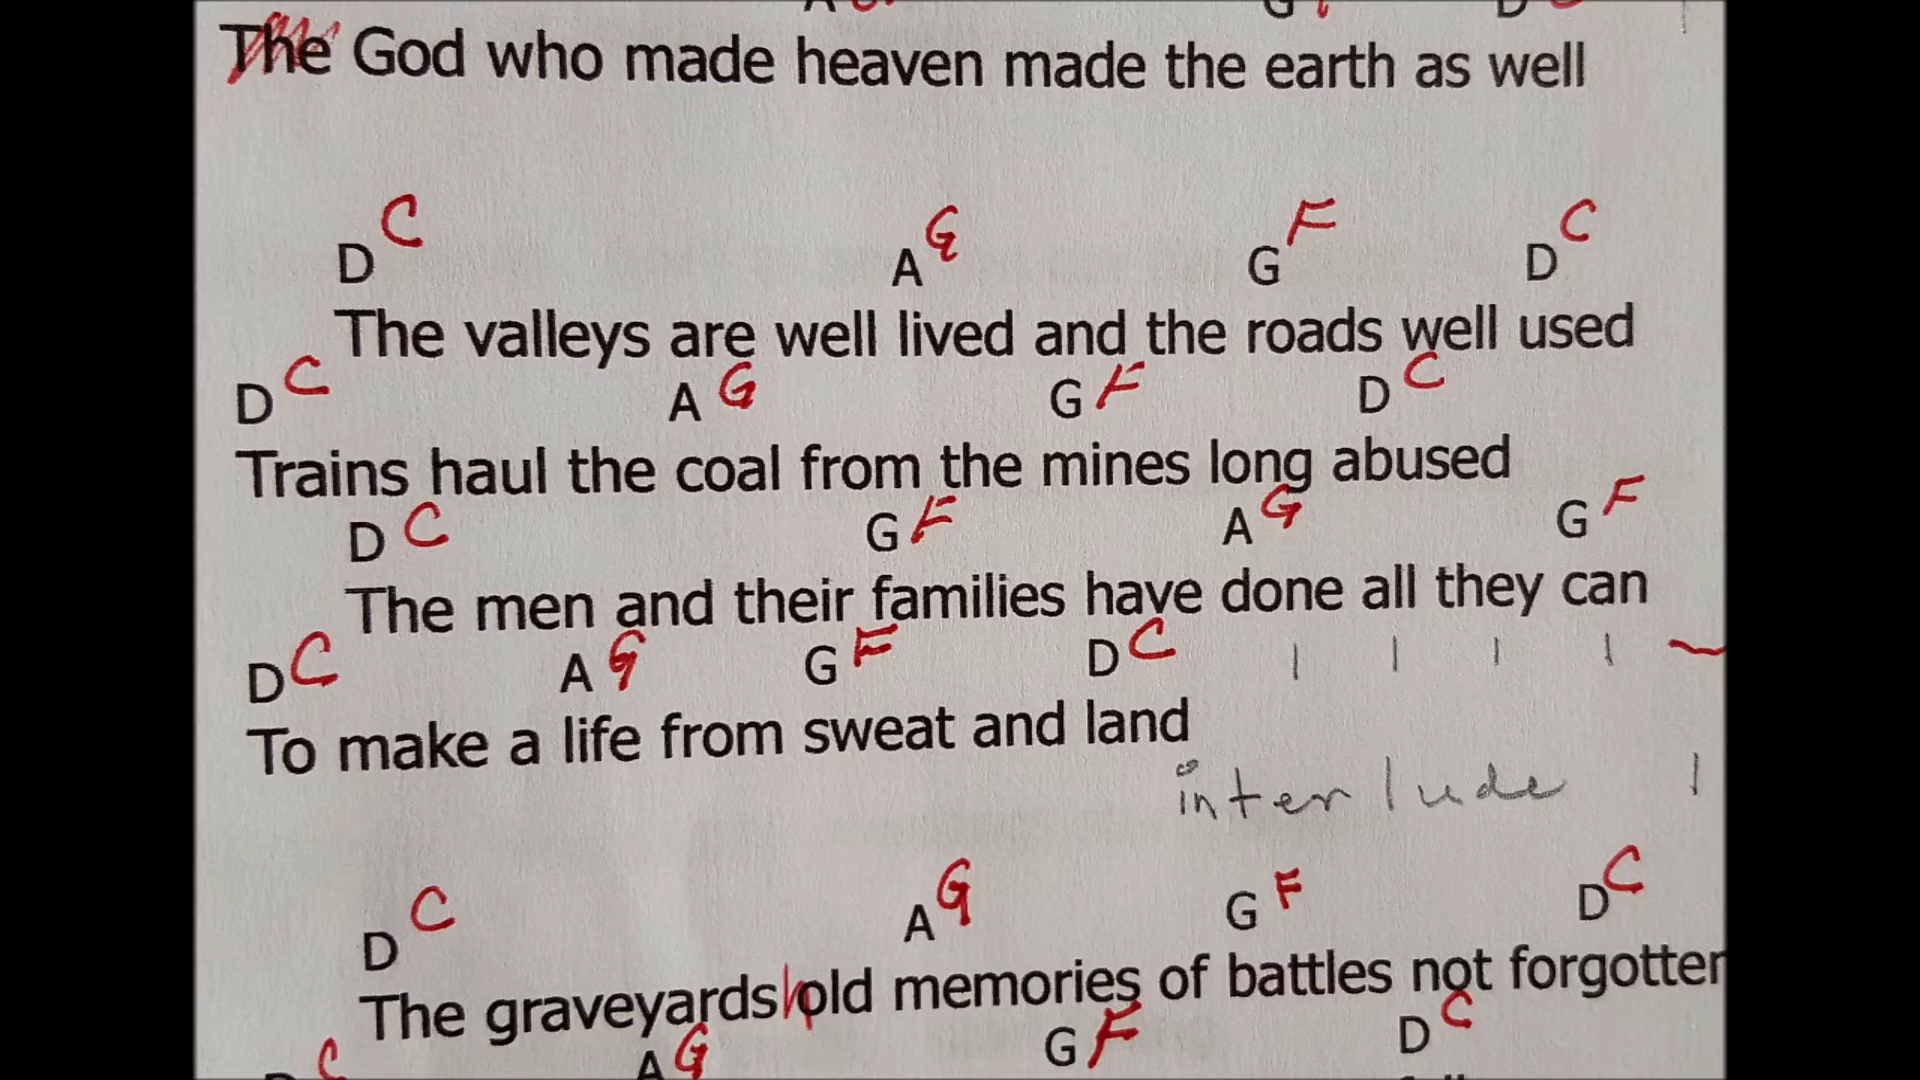 The God who made heaven made the earth as well
D C A G G F D C
The valleys are well lived and the roads well used
D C A G G F D C
Trains haul the coal from the mines long abused
D C G F A G G F
The men and their families have done all they can
D C A G G F D C | | | | ~
To make a life from sweat and land
interlude |
D C A G G F D C
The graveyards hold memories of battles not forgotten
C A G G F D C